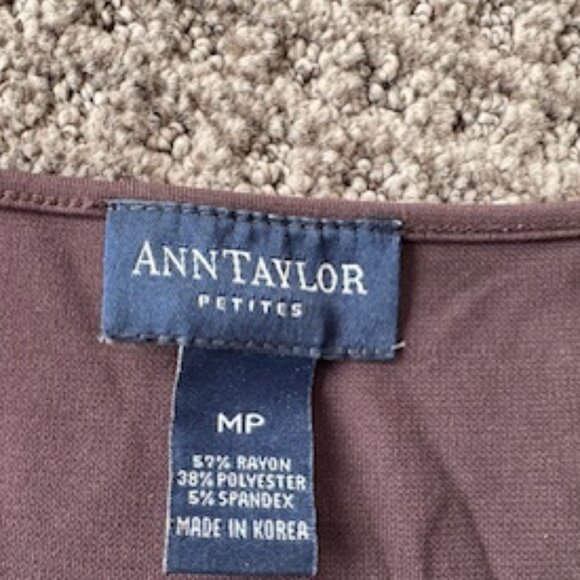 ANNTAYLOR
PETITES
MP
57% RAYON
38% POLYESTER
5% SPANDEX
MADE IN KOREA